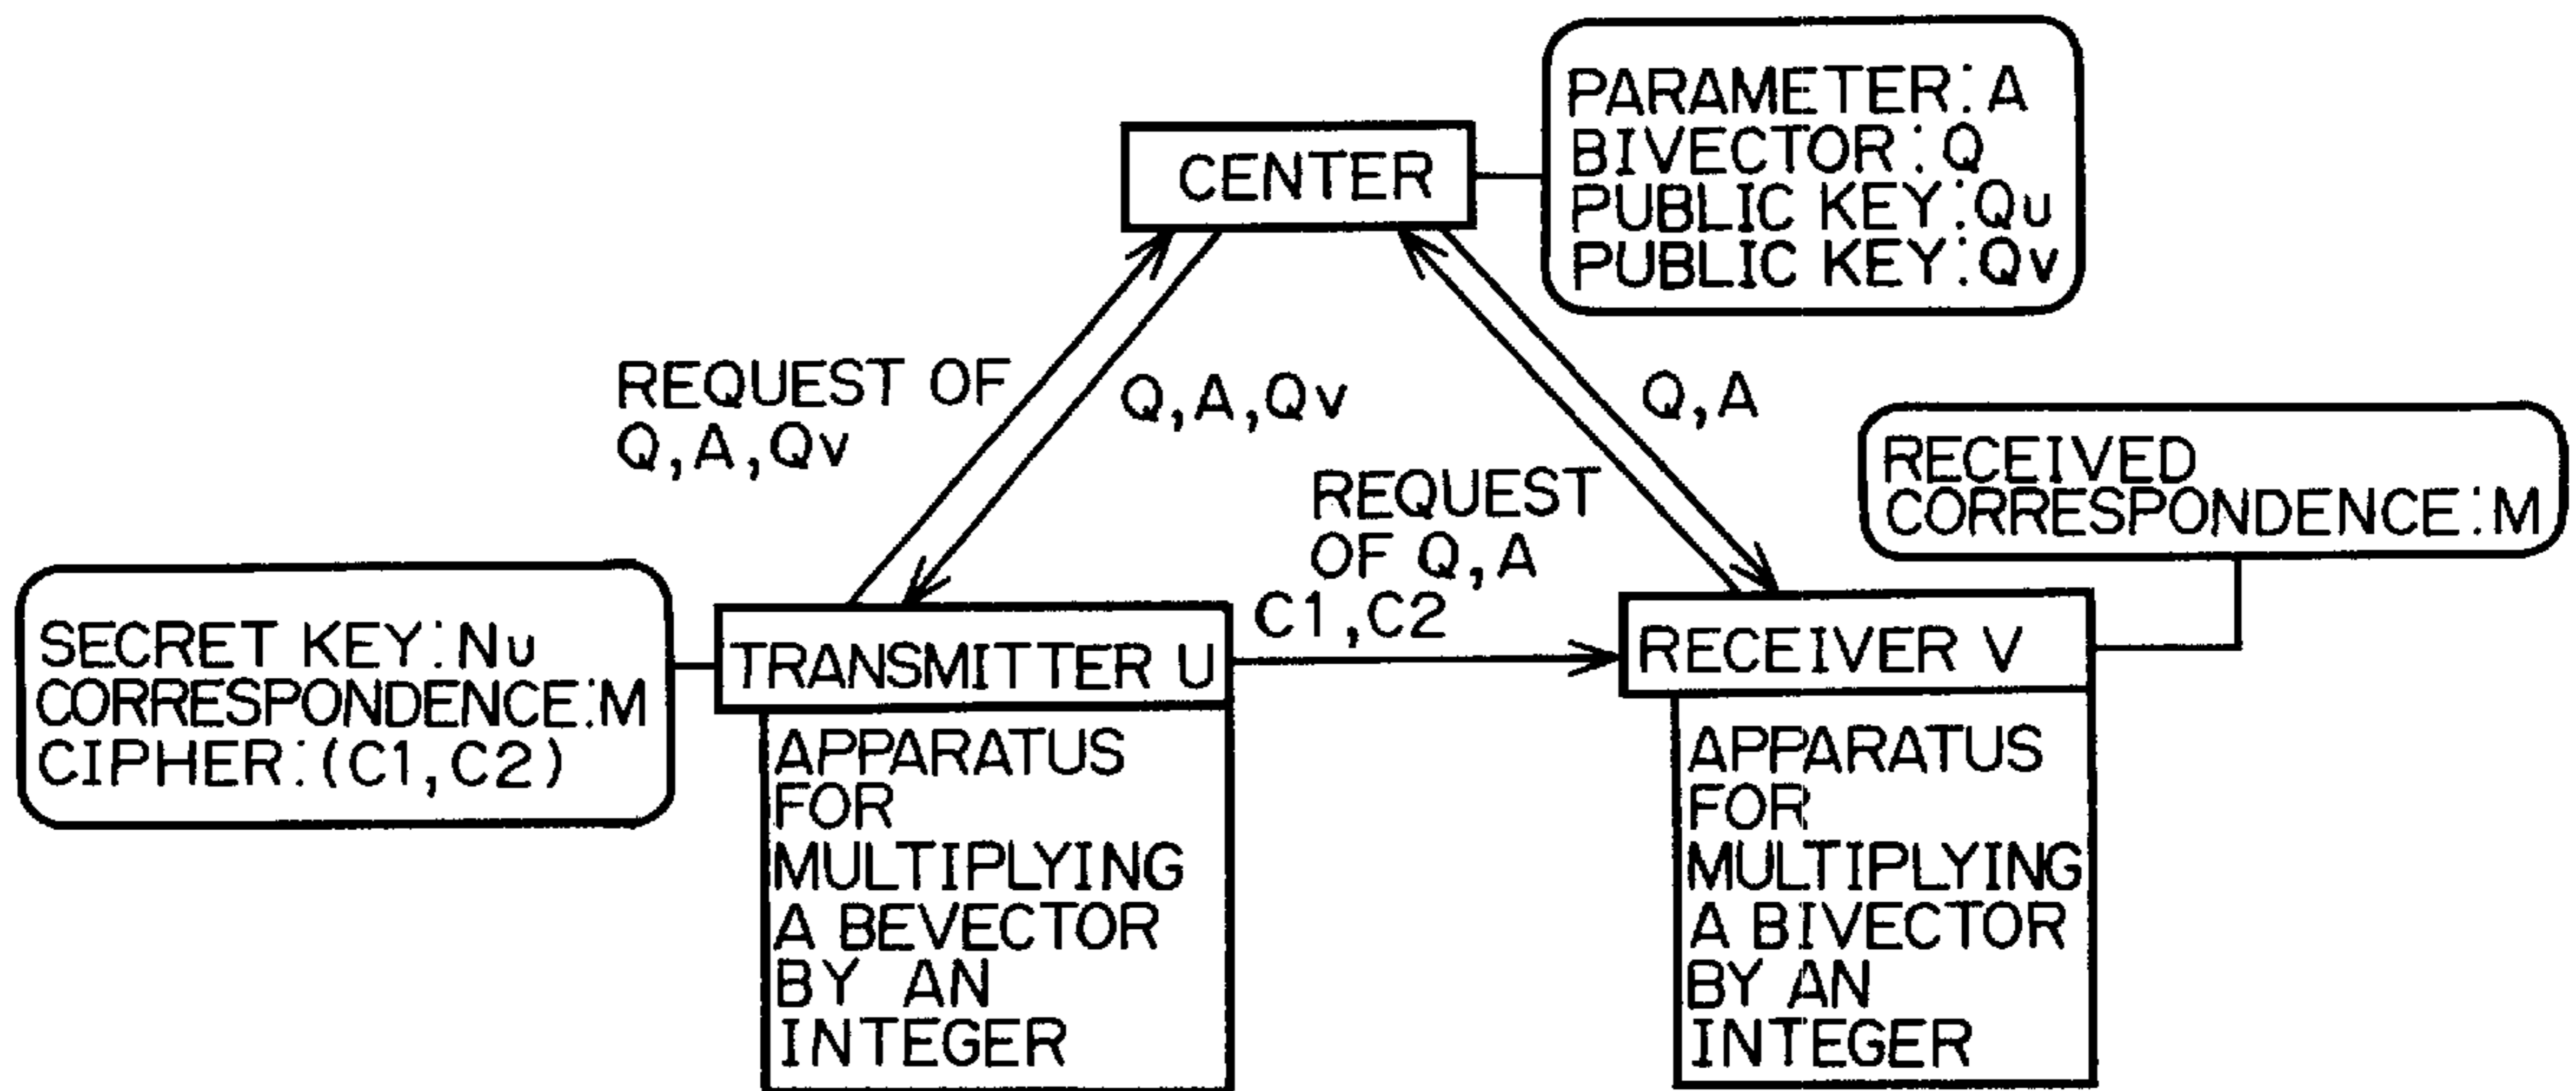 PARAMETER:A
BIVECTOR:Q
PUBLIC KEY:Qu
PUBLIC KEY:Qv
CENTER
REQUEST OF
Q,A,Qv
Q,A,Qv
Q,A
REQUEST
OF Q,A
RECEIVED
CORRESPONDENCE:M
SECRET KEY:Nu
CORRESPONDENCE:M
CIPHER:(C1,C2)
TRANSMITTER U
C1,C2
RECEIVER V
APPARATUS
FOR
MULTIPLYING
A BEVECTOR
BY AN
INTEGER
APPARATUS
FOR
MULTIPLYING
A BIVECTOR
BY AN
INTEGER